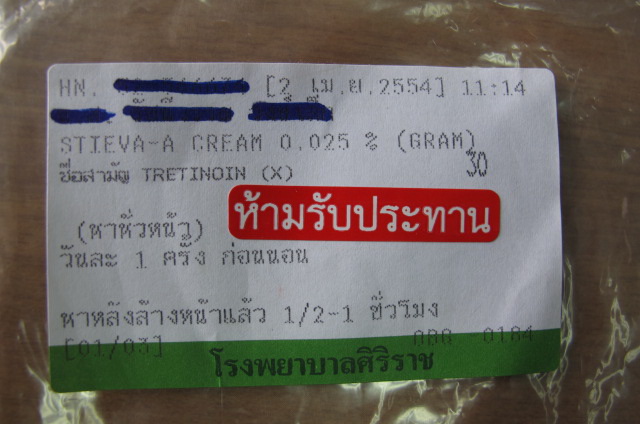 HN. [2 เม.ย.2554] 11:14
STIEVA-A CREAM 0.025 % (GRAM)
30
ชื่อสามัญ TRETINOIN (X)
ห้ามรับประทาน
(ทาทั่วหน้า)
วันละ 1 ครั้ง ก่อนนอน
ทาหลังล้างหน้าแล้ว 1/2-1 ชั่วโมง
[01/03] 0184
โรงพยาบาลศิริราช